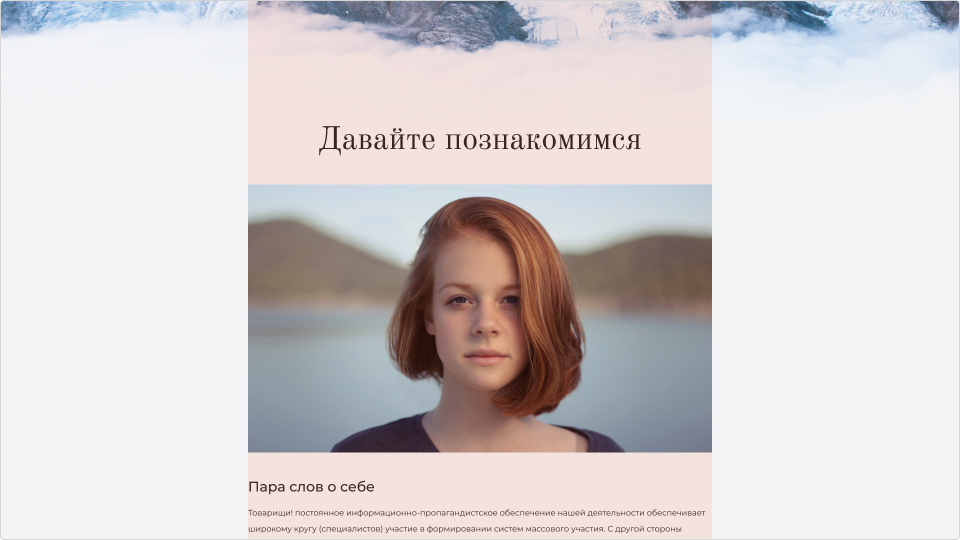 Давайте познакомимся
Пара слов о себе
Товарищи! постоянное информационно-пропагандистское обеспечение нашей деятельности обеспечивает
широкому кругу (специалистов) участие в формировании систем массового участия. С другой стороны